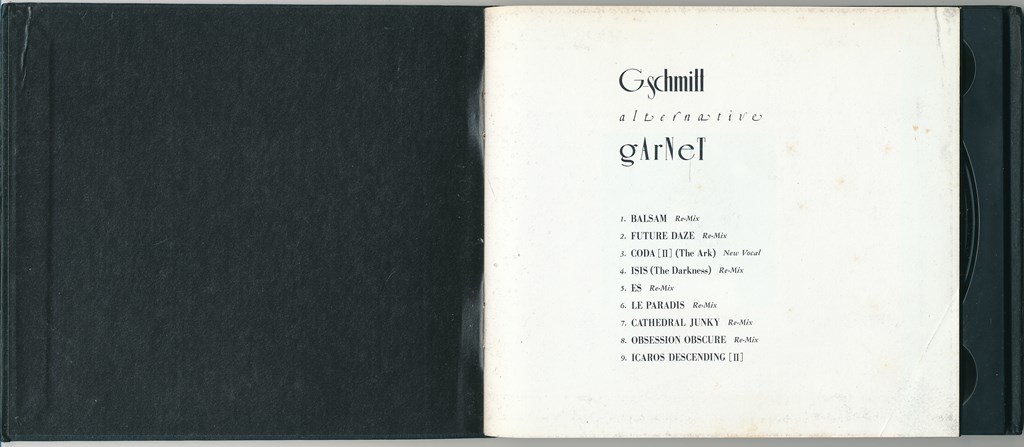 G-Schmitt
alternative
gArNeT
1. BALSAM Re-Mix
2. FUTURE DAZE Re-Mix
3. CODA [II] (The Ark) New Vocal
4. ISIS (The Darkness) Re-Mix
5. ES Re-Mix
6. LE PARADIS Re-Mix
7. CATHEDRAL JUNKY Re-Mix
8. OBSESSION OBSCURE Re-Mix
9. ICAROS DESCENDING [II]